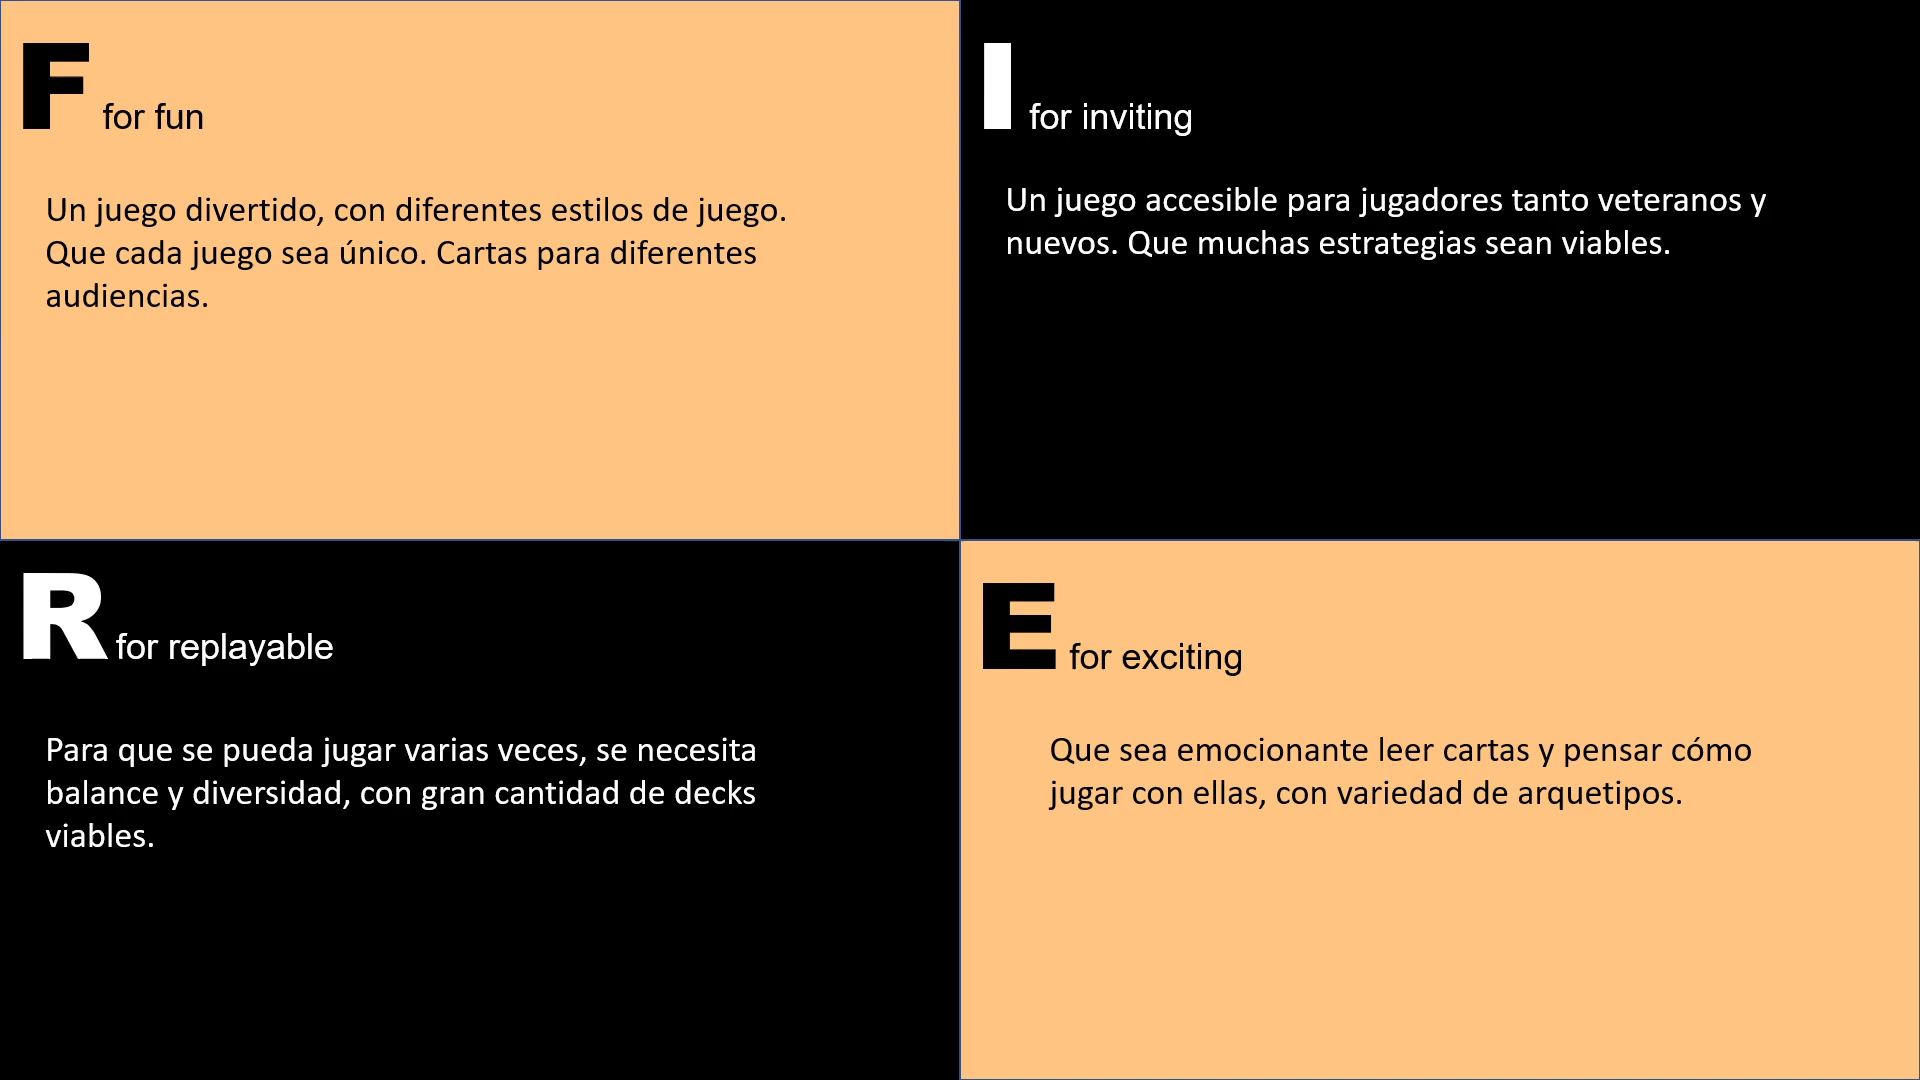 F for fun
Un juego divertido, con diferentes estilos de juego.
Que cada juego sea único. Cartas para diferentes
audiencias.
I for inviting
Un juego accesible para jugadores tanto veteranos y
nuevos. Que muchas estrategias sean viables.
R for replayable
Para que se pueda jugar varias veces, se necesita
balance y diversidad, con gran cantidad de decks
viables.
E for exciting
Que sea emocionante leer cartas y pensar cómo
jugar con ellas, con variedad de arquetipos.